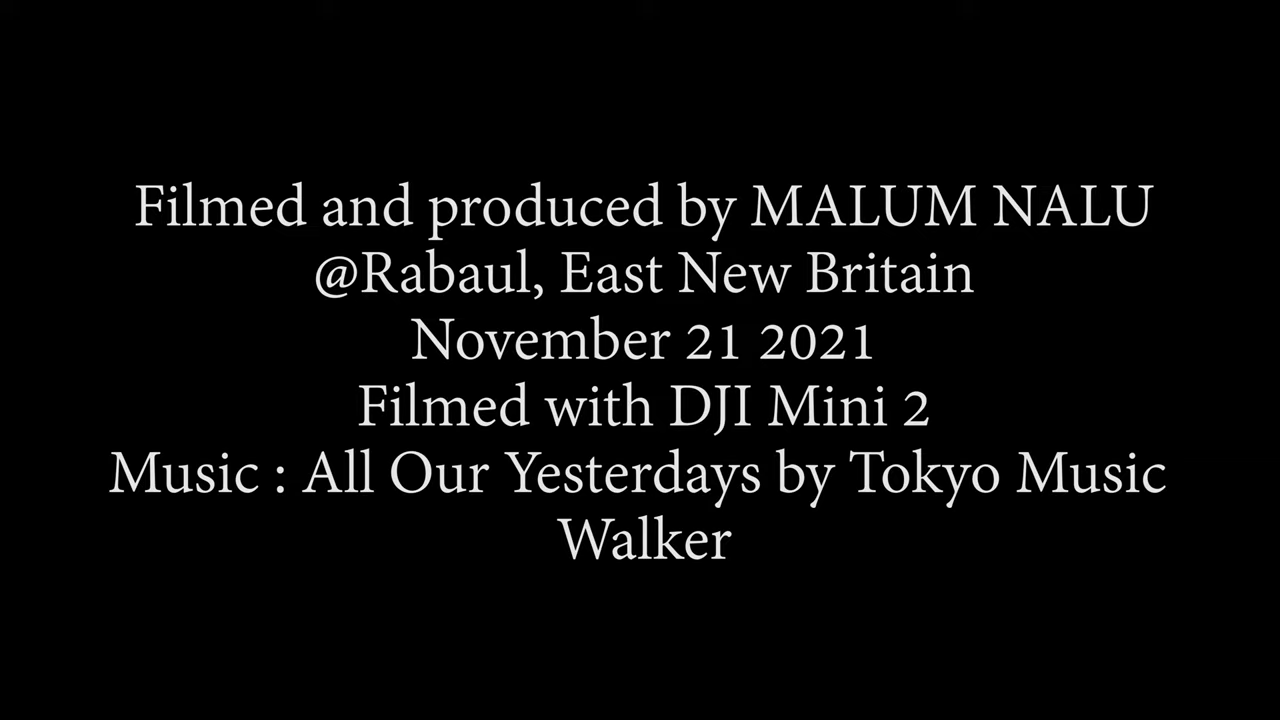 Filmed and produced by MALUM NALU
@Rabaul, East New Britain
November 21 2021
Filmed with DJI Mini 2
Music : All Our Yesterdays by Tokyo Music
Walker